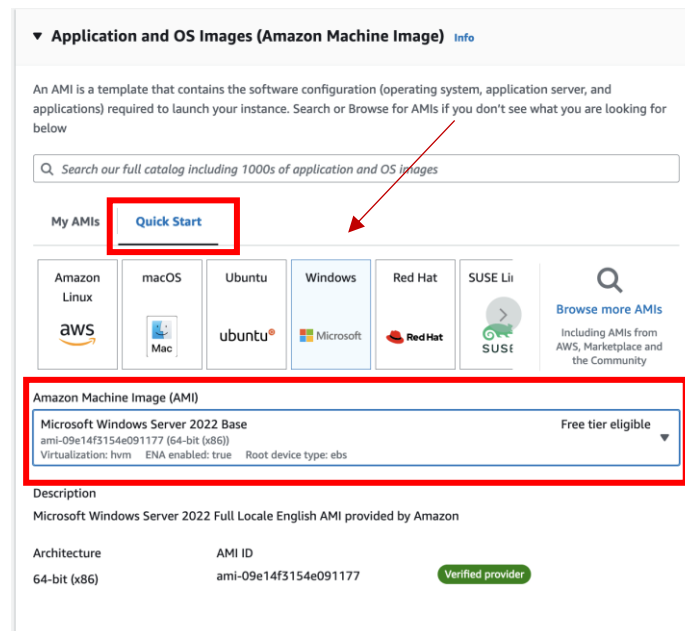 ▼ Application and OS Images (Amazon Machine Image) Info
An AMI is a template that contains the software configuration (operating system, application server, and
applications) required to launch your instance. Search or Browse for AMIs if you don't see what you are looking for
below
Search our full catalog including 1000s of application and OS images
My AMIs Quick Start
Amazon
Linux
aws
macOS
Mac
Ubuntu
ubuntu®
Windows
Microsoft
Red Hat
Red Hat
SUSE Li
SUSE
Browse more AMIs
Including AMIs from
AWS, Marketplace and
the Community
Amazon Machine Image (AMI)
Microsoft Windows Server 2022 Base Free tier eligible
ami-09e14f3154e091177 (64-bit (x86))
Virtualization: hvm ENA enabled: true Root device type: ebs
Description
Microsoft Windows Server 2022 Full Locale English AMI provided by Amazon
Architecture AMI ID
64-bit (x86) ami-09e14f3154e091177 Verified provider